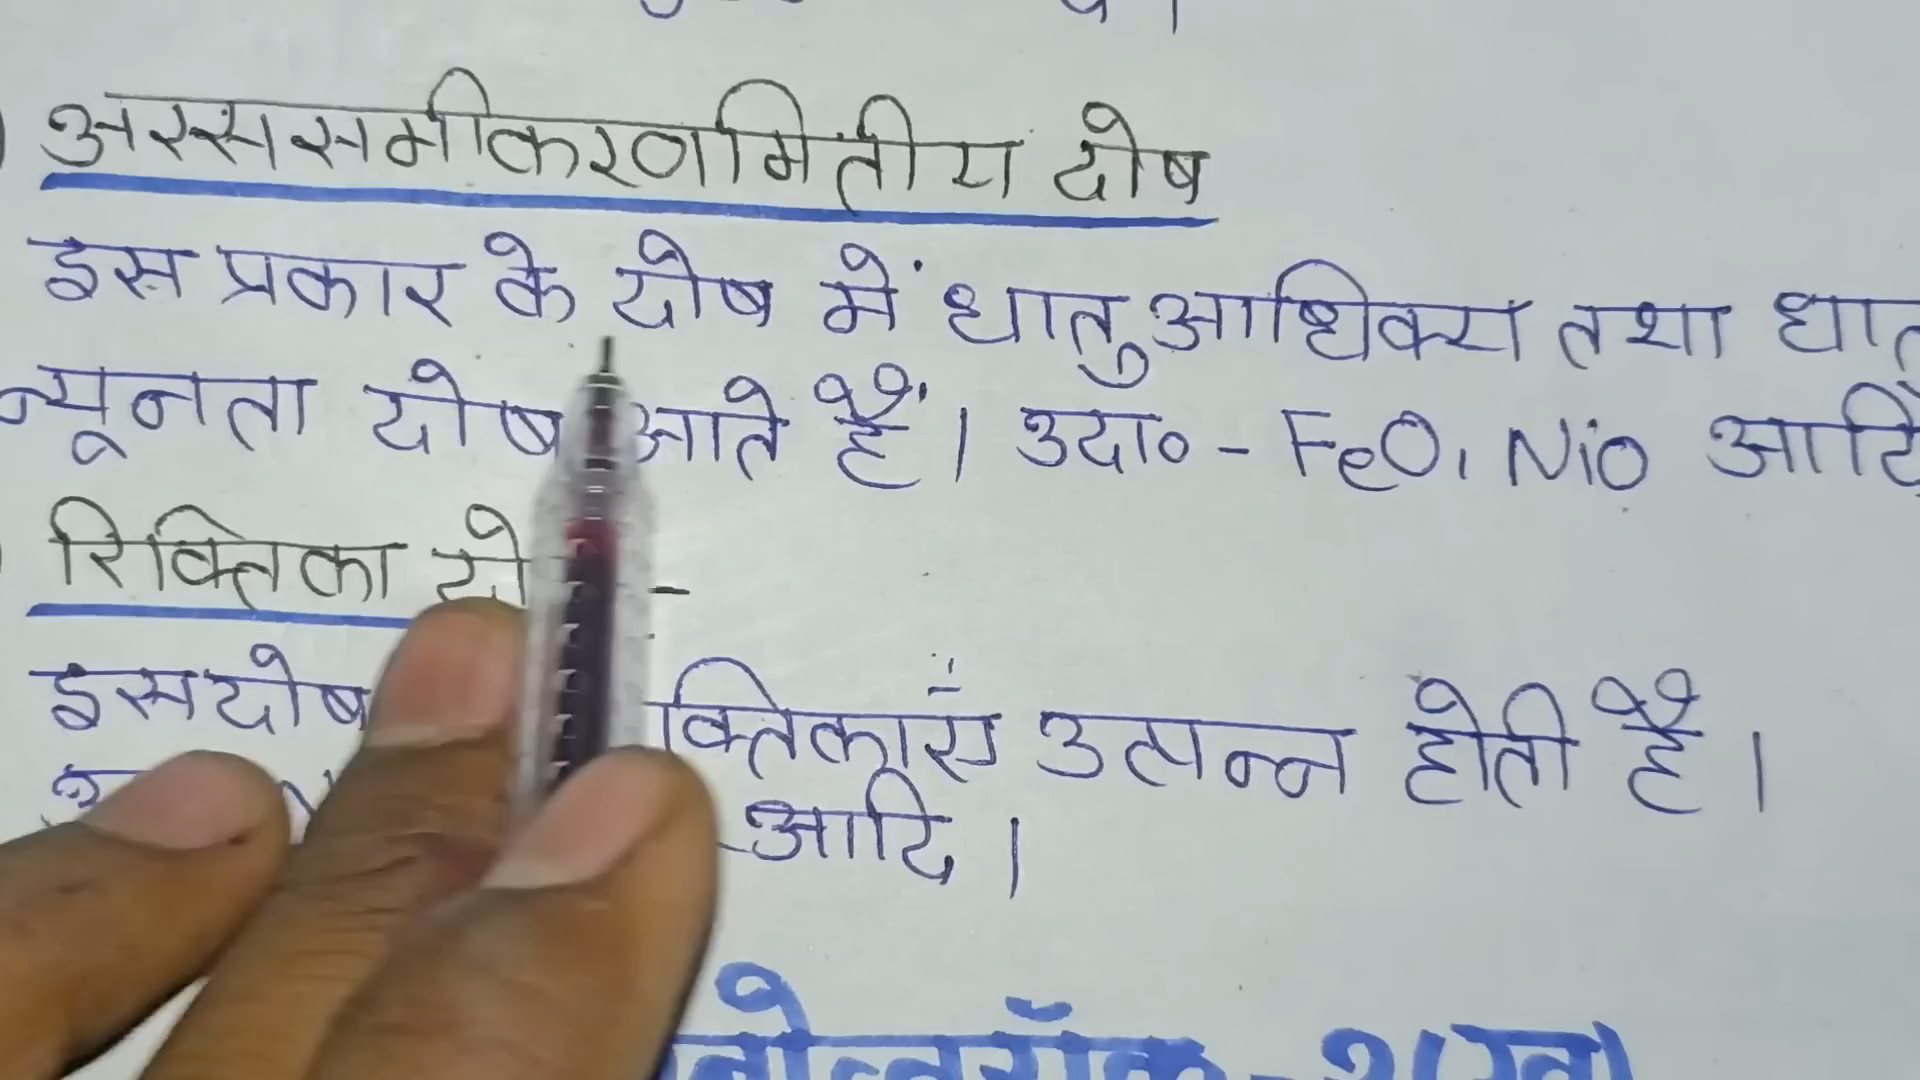 अरससमीकरणमितीय दोष
इस प्रकार के दोष में धातु आधिक्य तथा
न्यूनता दोष आते हैं। उदा०- FeO, NiO आदि
रिक्तिका
इस दोष उत्पन्न होती है।
आदि।